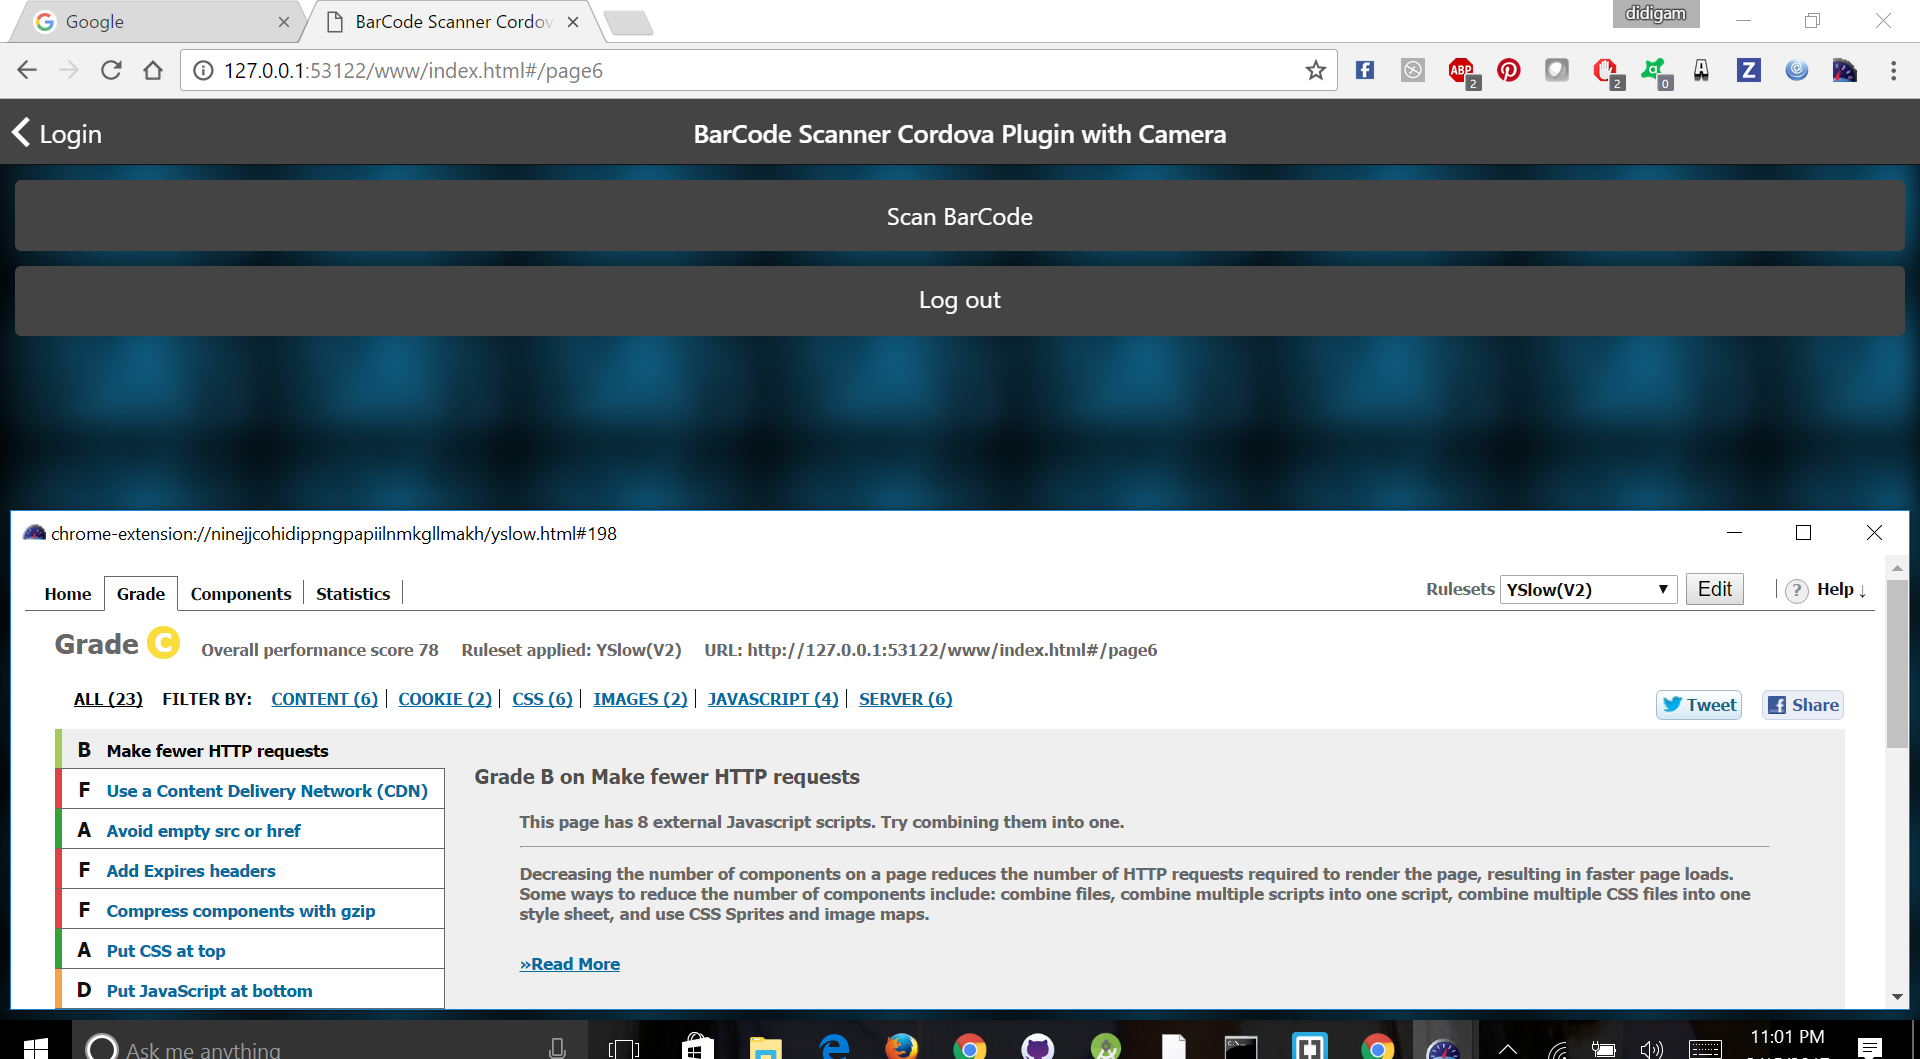 Google
BarCode Scanner Cordov
didigam
127.0.0.1:53122/www/index.html#/page6
ABP
2
2
0
Z
Login
BarCode Scanner Cordova Plugin with Camera
Scan BarCode
Log out
chrome-extension://ninejjcohidippngpapiilnmkgllmakh/yslow.html#198
Home
Grade
Components
Statistics
Rulesets
YSlow(V2)
Edit
? Help ↓
Grade C
Overall performance score 78
Ruleset applied: YSlow(V2)
URL: http://127.0.0.1:53122/www/index.html#/page6
ALL (23)
FILTER BY:
CONTENT (6)
COOKIE (2)
CSS (6)
IMAGES (2)
JAVASCRIPT (4)
SERVER (6)
Tweet
Share
B Make fewer HTTP requests
F Use a Content Delivery Network (CDN)
A Avoid empty src or href
F Add Expires headers
F Compress components with gzip
A Put CSS at top
D Put JavaScript at bottom
Grade B on Make fewer HTTP requests
This page has 8 external Javascript scripts. Try combining them into one.
Decreasing the number of components on a page reduces the number of HTTP requests required to render the page, resulting in faster page loads.
Some ways to reduce the number of components include: combine files, combine multiple scripts into one script, combine multiple CSS files into one
style sheet, and use CSS Sprites and image maps.
»Read More
Ask me anything
11:01 PM